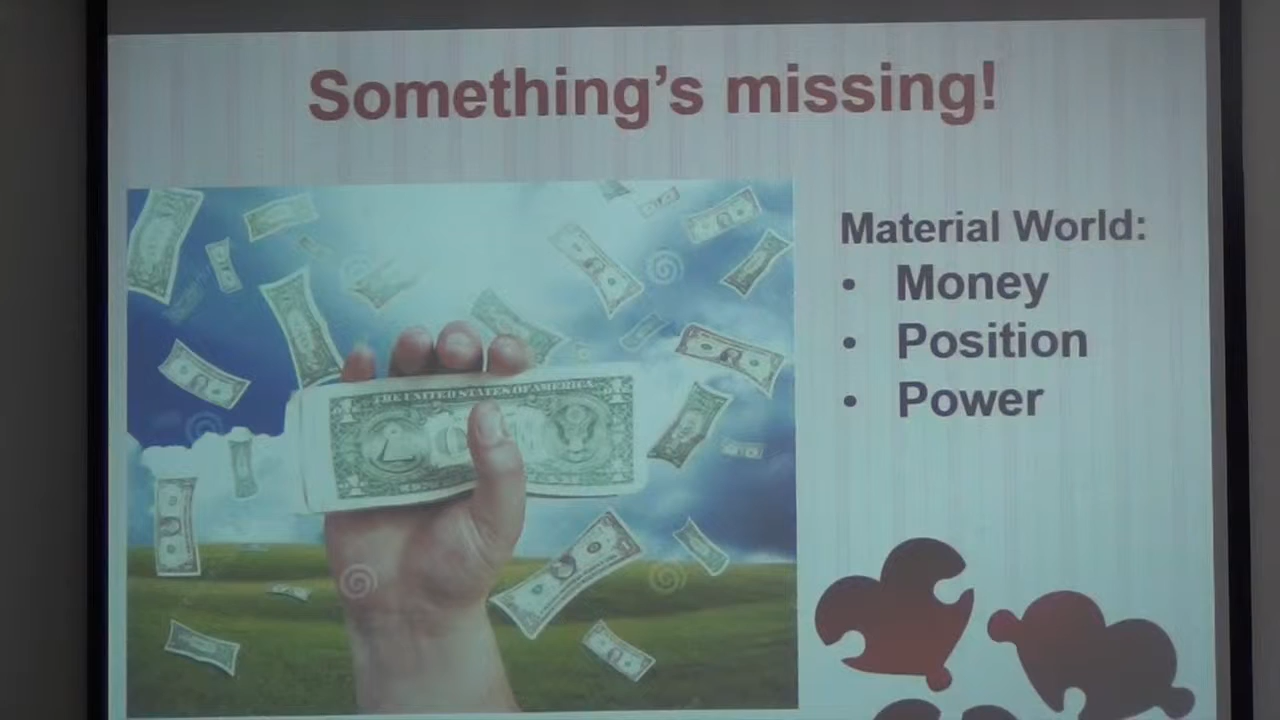 Something's missing!
Material World:
• Money
• Position
• Power
THE UNITED STATES OF AMERICA